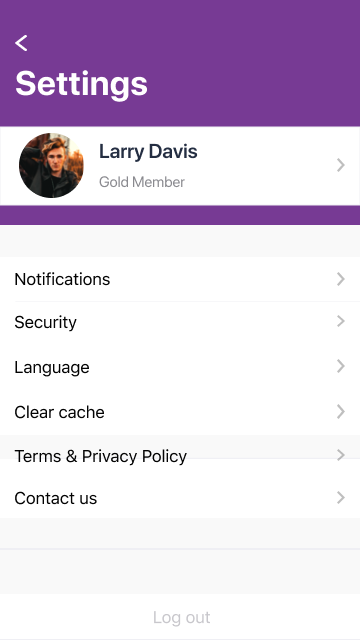 Settings
Larry Davis
Gold Member
Notifications
Security
Language
Clear cache
Terms & Privacy Policy
Contact us
Log out